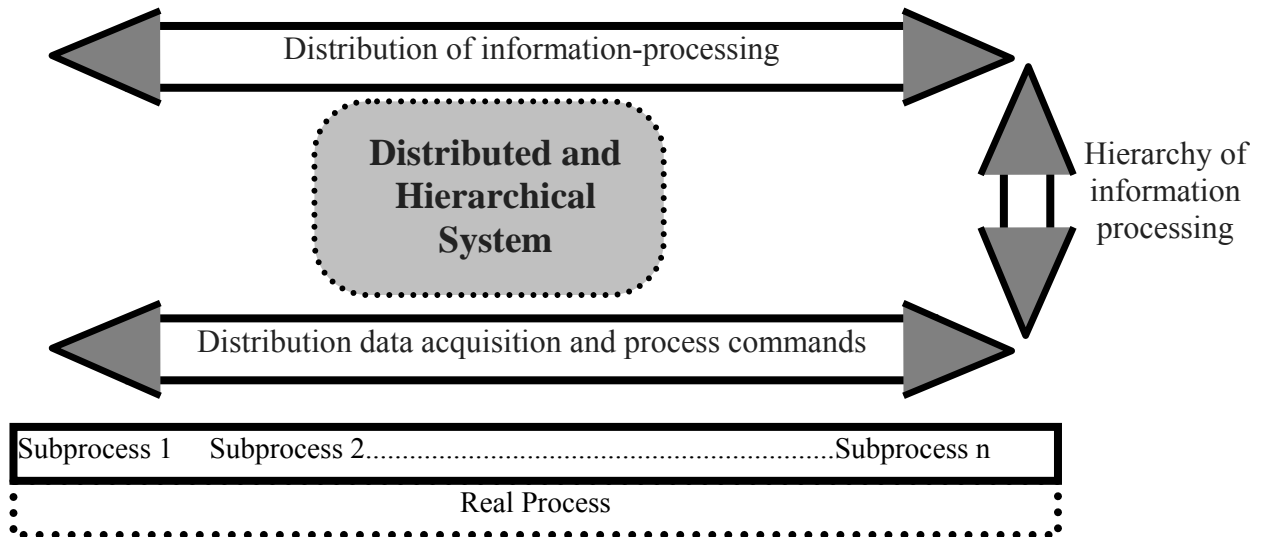 Distribution of information-processing
Distributed and
Hierarchical
System
Hierarchy of
information
processing
Distribution data acquisition and process commands
Subprocess 1 Subprocess 2................................................................Subprocess n
Real Process